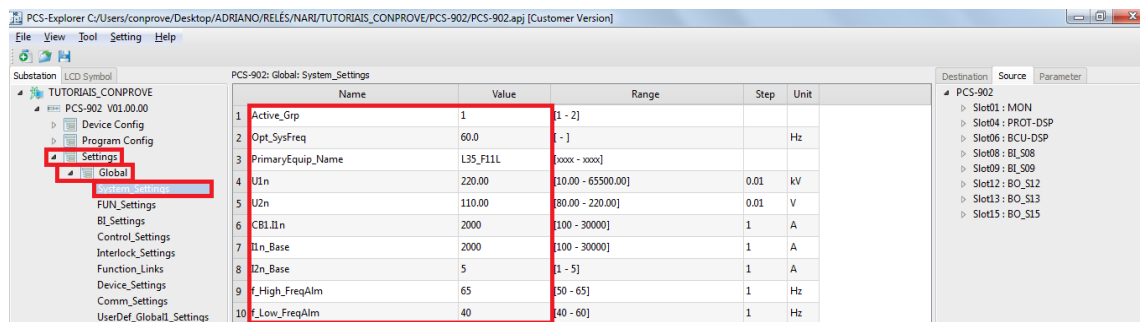 PCS-Explorer C:/Users/conprove/Desktop/ADRIANO/RELÉS/NARI/TUTORIAIS_CONPROVE/PCS-902/PCS-902.apj [Customer Version]
File View Tool Setting Help
Substation LCD Symbol
TUTORIAIS_CONPROVE
PCS-902 V01.00.00
Device Config
Program Config
Settings
Global
System_Settings
FUN_Settings
BI_Settings
Control_Settings
Interlock_Settings
Function_Links
Device_Settings
Comm_Settings
UserDef_Global1_Settings
PCS-902: Global: System_Settings
Name Value Range Step Unit
1 Active_Grp 1 [1 - 2]
2 Opt_SysFreq 60.0 [ - ] Hz
3 PrimaryEquip_Name L35_F11L [xxxx - xxxx]
4 U1n 220.00 [10.00 - 65500.00] 0.01 kV
5 U2n 110.00 [80.00 - 220.00] 0.01 V
6 CB1.I1n 2000 [100 - 30000] 1 A
7 I1n_Base 2000 [100 - 30000] 1 A
8 I2n_Base 5 [1 - 5] 1 A
9 f_High_FreqAlm 65 [50 - 65] 1 Hz
10 f_Low_FreqAlm 40 [40 - 60] 1 Hz
Destination Source Parameter
PCS-902
Slot01 : MON
Slot04 : PROT-DSP
Slot06 : BCU-DSP
Slot08 : BI_S08
Slot09 : BI_S09
Slot12 : BO_S12
Slot13 : BO_S13
Slot15 : BO_S15